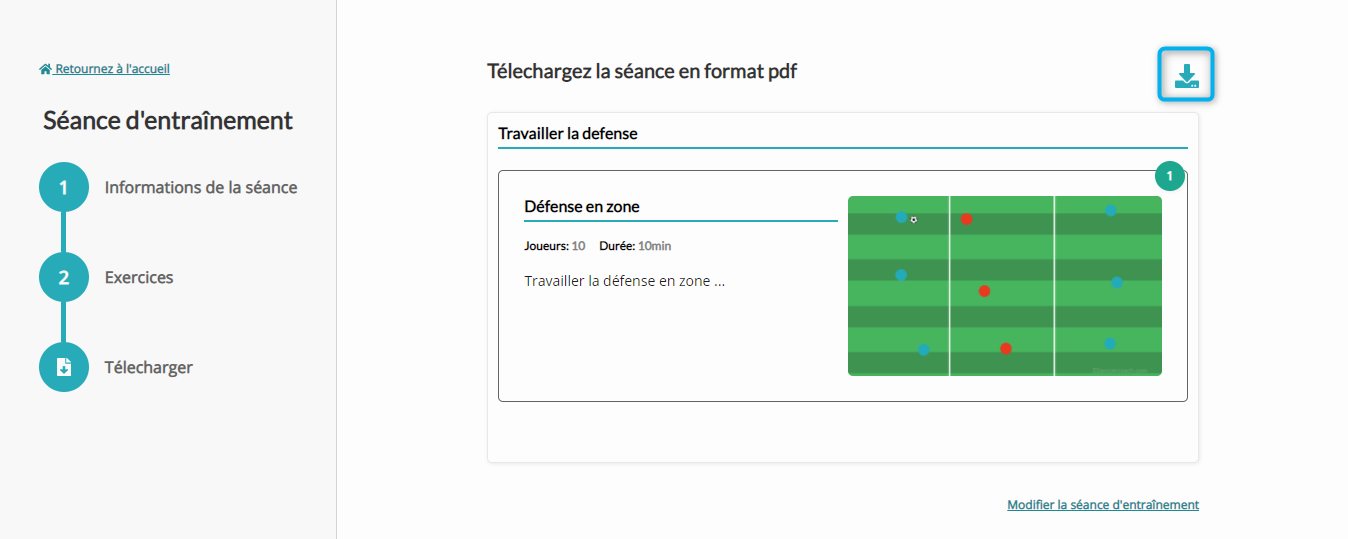 Retournez à l'accueil
Séance d'entraînement
1 Informations de la séance
2 Exercices
Télecharger
Télechargez la séance en format pdf
Travailler la defense
1
Défense en zone
Joueurs: 10 Durée: 10min
Travailler la défense en zone ...
Modifier la séance d'entraînement